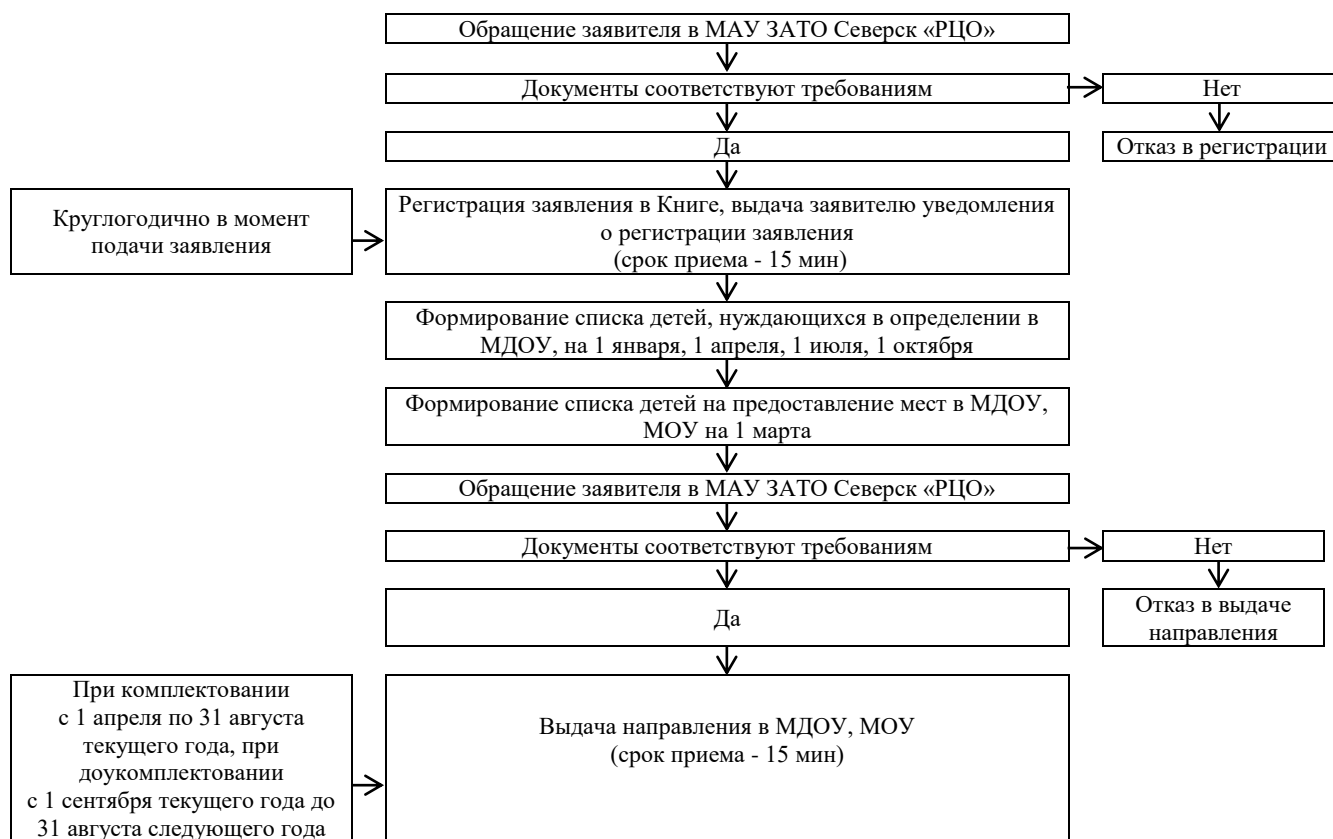 Обращение заявителя в МАУ ЗАТО Северск «РЦО»
Документы соответствуют требованиям
Нет
Да
Отказ в регистрации
Круглогодично в момент
подачи заявления
Регистрация заявления в Книге, выдача заявителю уведомления
о регистрации заявления
(срок приема - 15 мин)
Формирование списка детей, нуждающихся в определении в
МДОУ, на 1 января, 1 апреля, 1 июля, 1 октября
Формирование списка детей на предоставление мест в МДОУ,
МОУ на 1 марта
Обращение заявителя в МАУ ЗАТО Северск «РЦО»
Документы соответствуют требованиям
Нет
Да
Отказ в выдаче
направления
При комплектовании
с 1 апреля по 31 августа
текущего года, при
доукомплектовании
с 1 сентября текущего года до
31 августа следующего года
Выдача направления в МДОУ, МОУ
(срок приема - 15 мин)